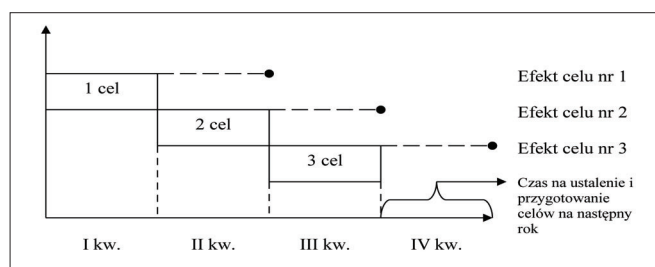 1 cel
Efekt celu nr 1
2 cel
Efekt celu nr 2
3 cel
Efekt celu nr 3
Czas na ustalenie i
przygotowanie
celów na następny
rok
I kw.
II kw.
III kw.
IV kw.